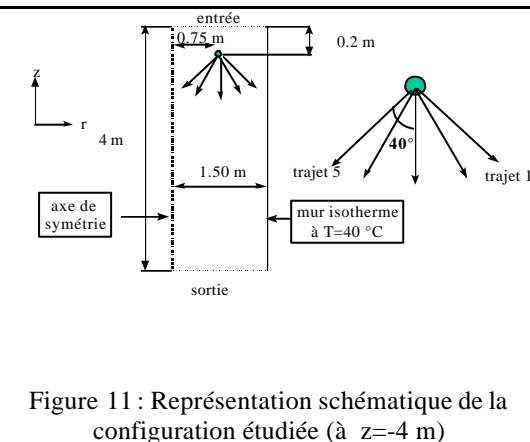 entrée
0.75 m
0.2 m
z
r
4 m
40°
trajet 5
trajet 1
1.50 m
axe de
symétrie
mur isotherme
à T=40 °C
sortie
Figure 11 : Représentation schématique de la
configuration étudiée (à z=-4 m)